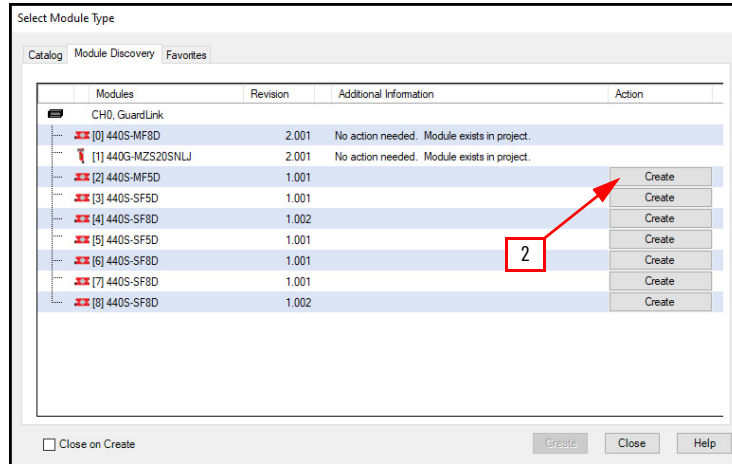 Select Module Type
Catalog Module Discovery Favorites
Modules Revision Additional Information Action
CH0, GuardLink
[0] 440S-MF8D 2.001 No action needed. Module exists in project.
[1] 440G-MZS20SNLJ 2.001 No action needed. Module exists in project.
[2] 440S-MF5D 1.001 Create
[3] 440S-SF5D 1.001 Create
[4] 440S-SF8D 1.002 Create
[5] 440S-SF5D 1.001 Create
[6] 440S-SF8D 1.001 Create
[7] 440S-SF8D 1.001 Create
[8] 440S-SF8D 1.002 Create
2
Close on Create Create Close Help